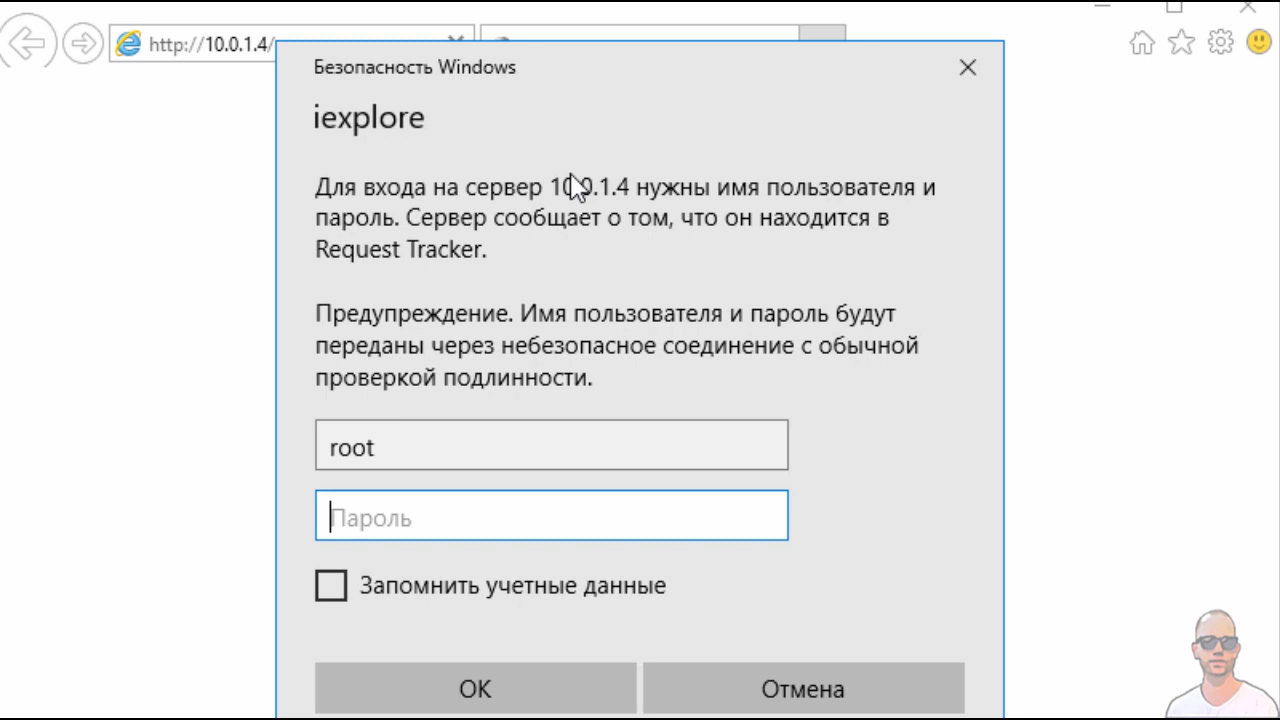 http://10.0.1.4/
Безопасность Windows
iexplore
Для входа на сервер 10.0.1.4 нужны имя пользователя и
пароль. Сервер сообщает о том, что он находится в
Request Tracker.
Предупреждение. Имя пользователя и пароль будут
переданы через небезопасное соединение с обычной
проверкой подлинности.
root
Пароль
Запомнить учетные данные
OK
Отмена